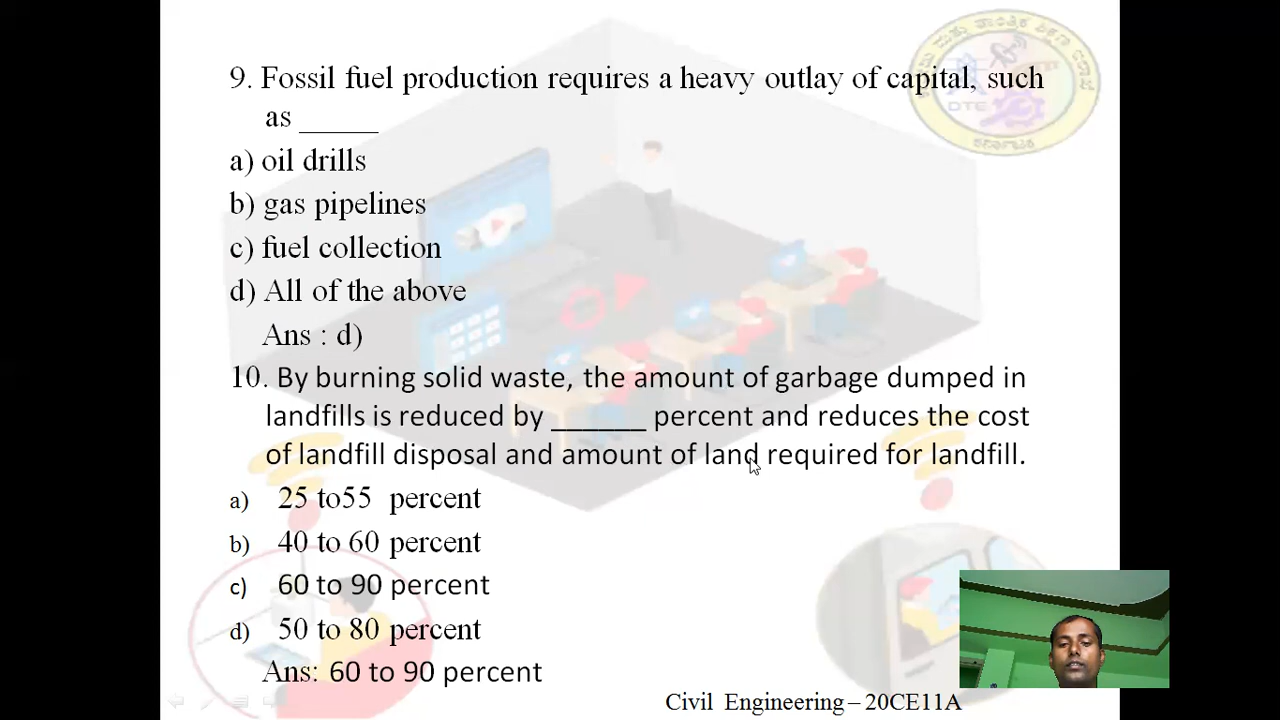 9. Fossil fuel production requires a heavy outlay of capital, such
as _____
a) oil drills
b) gas pipelines
c) fuel collection
d) All of the above
Ans : d)
10. By burning solid waste, the amount of garbage dumped in
landfills is reduced by ______ percent and reduces the cost
of landfill disposal and amount of land required for landfill.
a) 25 to55 percent
b) 40 to 60 percent
c) 60 to 90 percent
d) 50 to 80 percent
Ans: 60 to 90 percent
Civil Engineering – 20CE11A
DTE